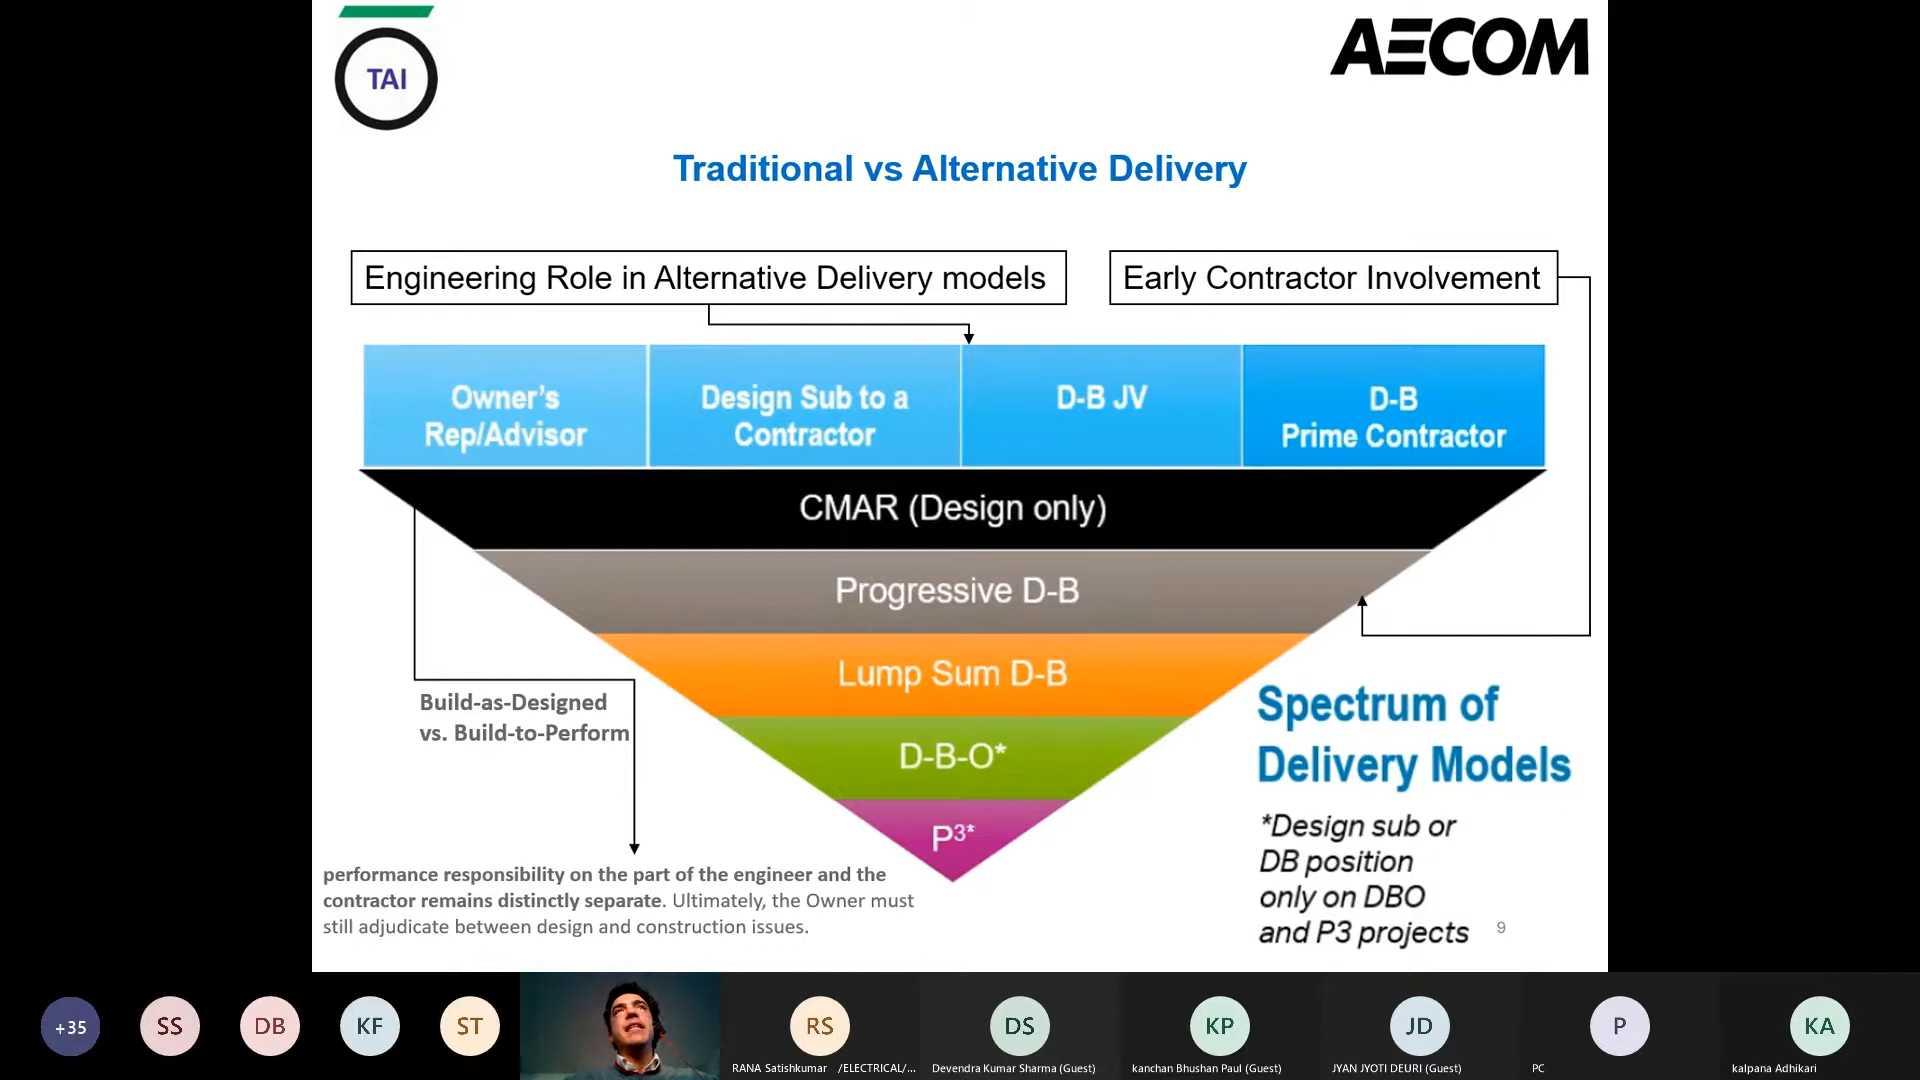 TAI
AECOM
Traditional vs Alternative Delivery
Engineering Role in Alternative Delivery models
Early Contractor Involvement
Owner's
Rep/Advisor
Design Sub to a
Contractor
D-B JV
D-B
Prime Contractor
CMAR (Design only)
Progressive D-B
Lump Sum D-B
D-B-O*
P3*
Build-as-Designed
vs. Build-to-Perform
performance responsibility on the part of the engineer and the
contractor remains distinctly separate. Ultimately, the Owner must
still adjudicate between design and construction issues.
Spectrum of
Delivery Models
*Design sub or
DB position
only on DBO
and P3 projects
9
+35
SS
DB
KF
ST
RS
DS
KP
JD
P
KA
RANA Satishkumar /ELECTRICAL/...
Devendra Kumar Sharma (Guest)
kanchan Bhushan Paul (Guest)
JYAN JYOTI DEURI (Guest)
PC
kalpana Adhikari